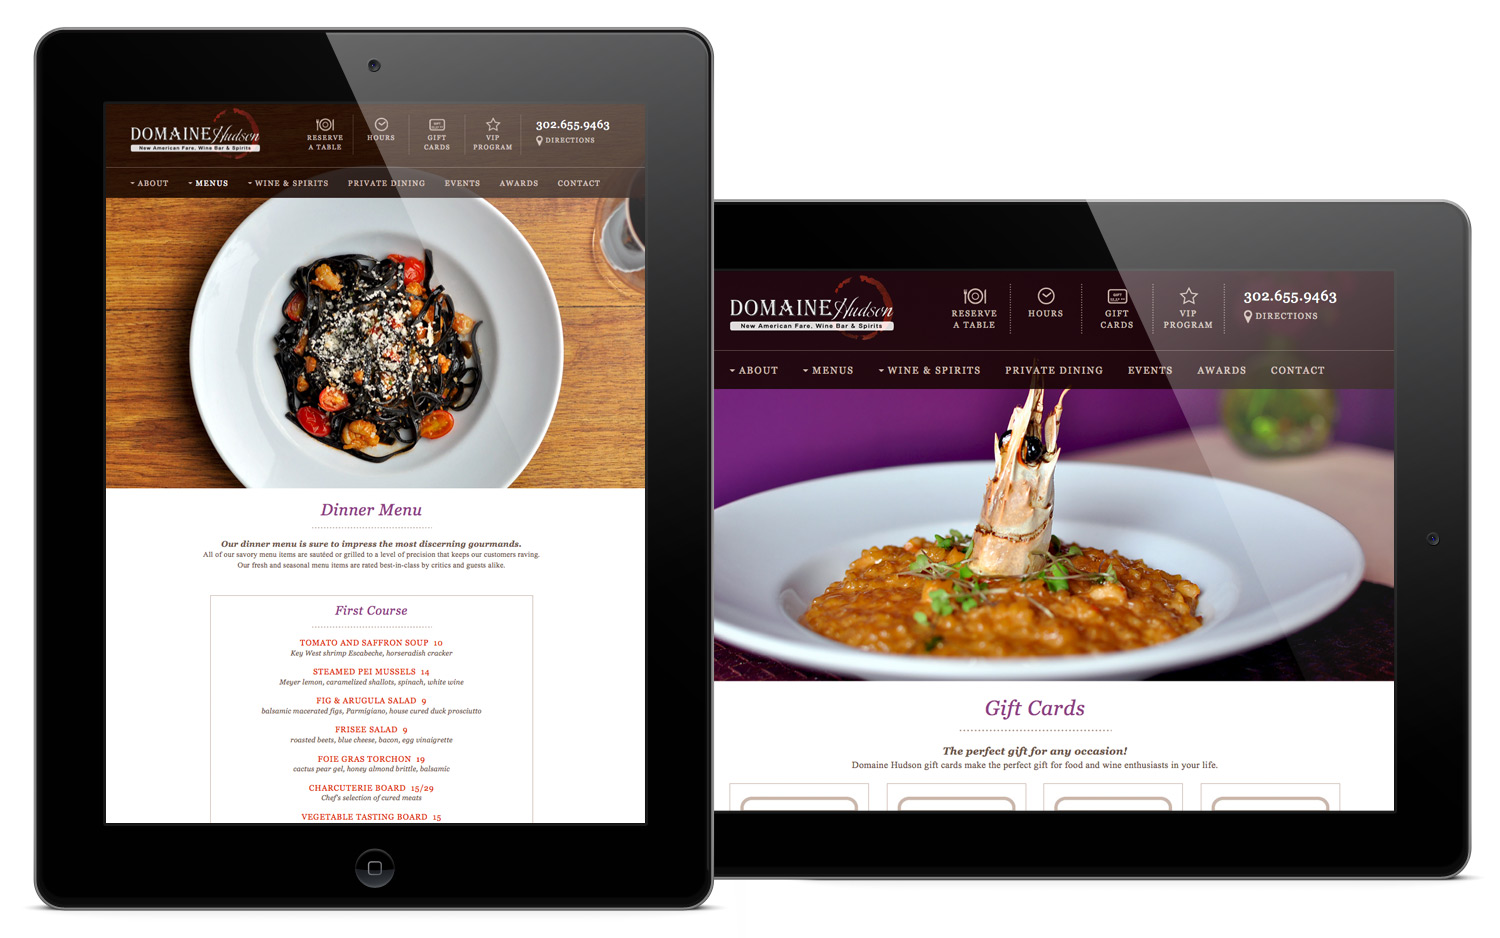 DOMAINE Hudson
New American Fare, Wine Bar & Spirits
RESERVE
A TABLE
HOURS
GIFT
CARDS
VIP
PROGRAM
302.655.9463
DIRECTIONS
ABOUT MENUS WINE & SPIRITS PRIVATE DINING EVENTS AWARDS CONTACT
Dinner Menu
Our dinner menu is sure to impress the most discerning gourmands.
All of our savory menu items are sautéed or grilled to a level of precision that keeps our customers raving.
Our fresh and seasonal menu items are rated best-in-class by critics and guests alike.
First Course
TOMATO AND SAFFRON SOUP 10
Key West shrimp Escabeche, horseradish cracker
STEAMED PEI MUSSELS 14
Meyer lemon, caramelized shallots, spinach, white wine
FIG & ARUGULA SALAD 9
balsamic macerated figs, Parmigiano, house cured duck prosciutto
FRISEE SALAD 9
roasted beets, blue cheese, bacon, egg vinaigrette
FOIE GRAS TORCHON 19
cactus pear gel, honey almond brittle, balsamic
CHARCUTERIE BOARD 15/29
Chef's selection of cured meats
VEGETABLE TASTING BOARD 15
DOMAINE Hudson
New American Fare, Wine Bar & Spirits
RESERVE
A TABLE
HOURS
GIFT
CARDS
VIP
PROGRAM
302.655.9463
DIRECTIONS
ABOUT MENUS WINE & SPIRITS PRIVATE DINING EVENTS AWARDS CONTACT
Gift Cards
The perfect gift for any occasion!
Domaine Hudson gift cards make the perfect gift for food and wine enthusiasts in your life.